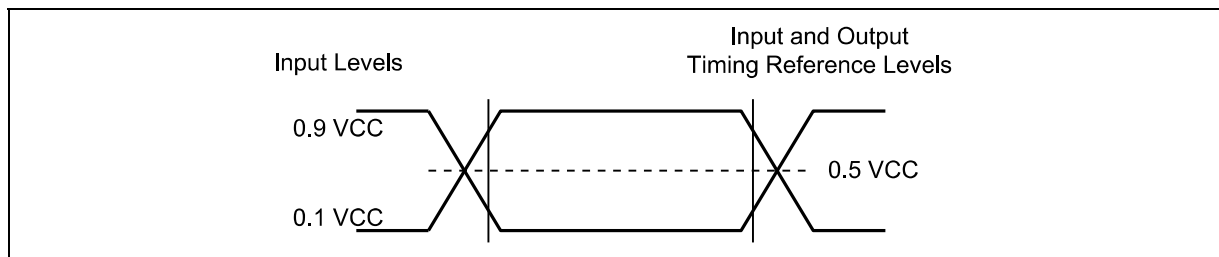 Input Levels
Input and Output
Timing Reference Levels
0.9 VCC
0.5 VCC
0.1 VCC